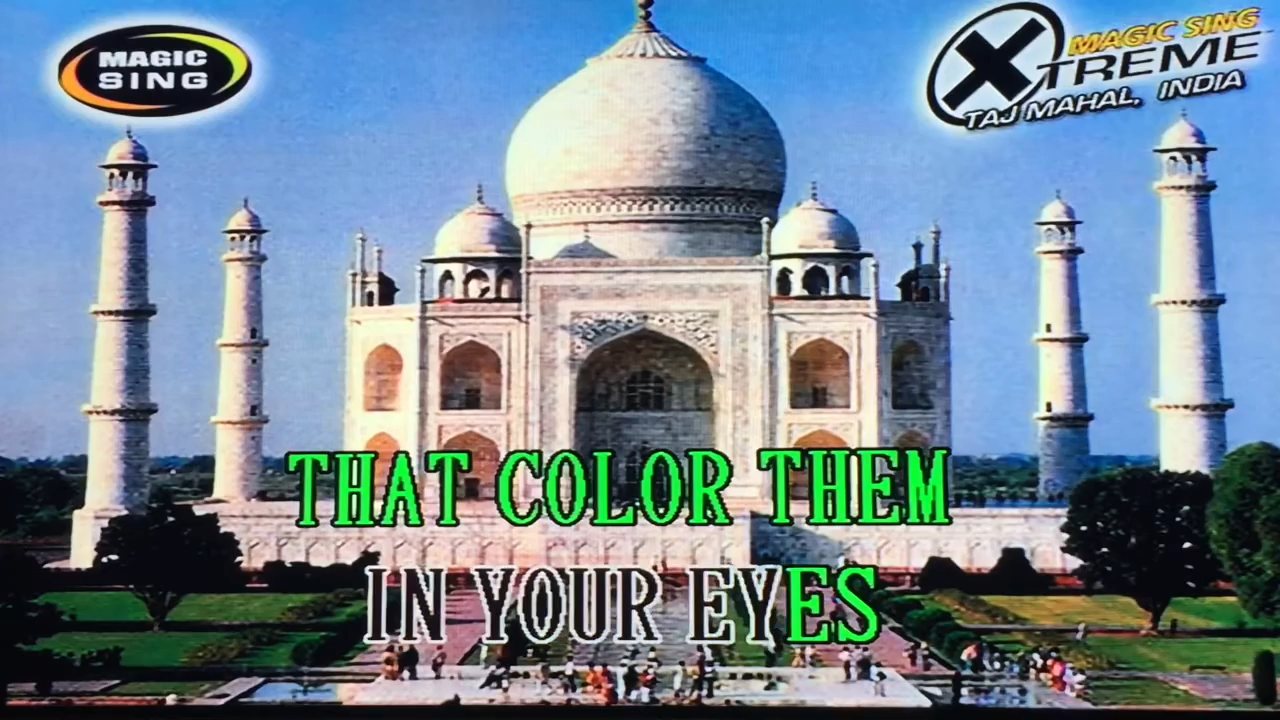 MAGIC
SING
MAGIC SING
XTREME
TAJ MAHAL, INDIA
THAT COLOR THEM
IN YOUR EYES